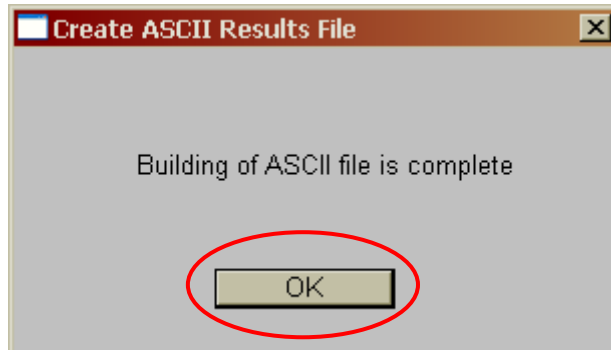 Create ASCII Results File
Building of ASCII file is complete
OK